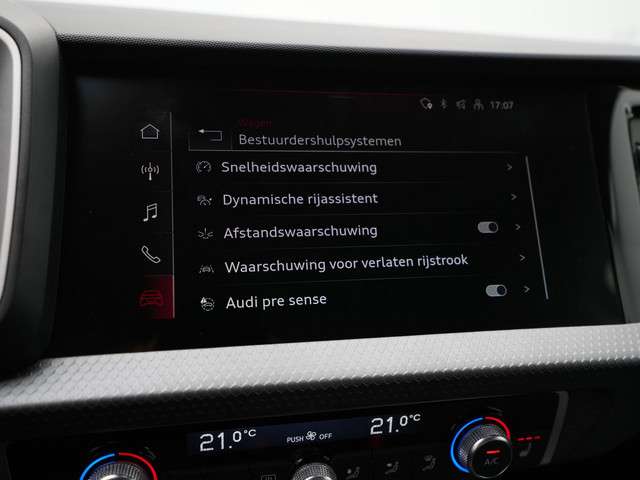 17:07
Wagen
Bestuurdershulpsystemen
Snelheidswaarschuwing
Dynamische rijassistent
Afstandswaarschuwing
Waarschuwing voor verlaten rijstrook
Audi pre sense
21.0°C PUSH OFF 21.0°C
A/C